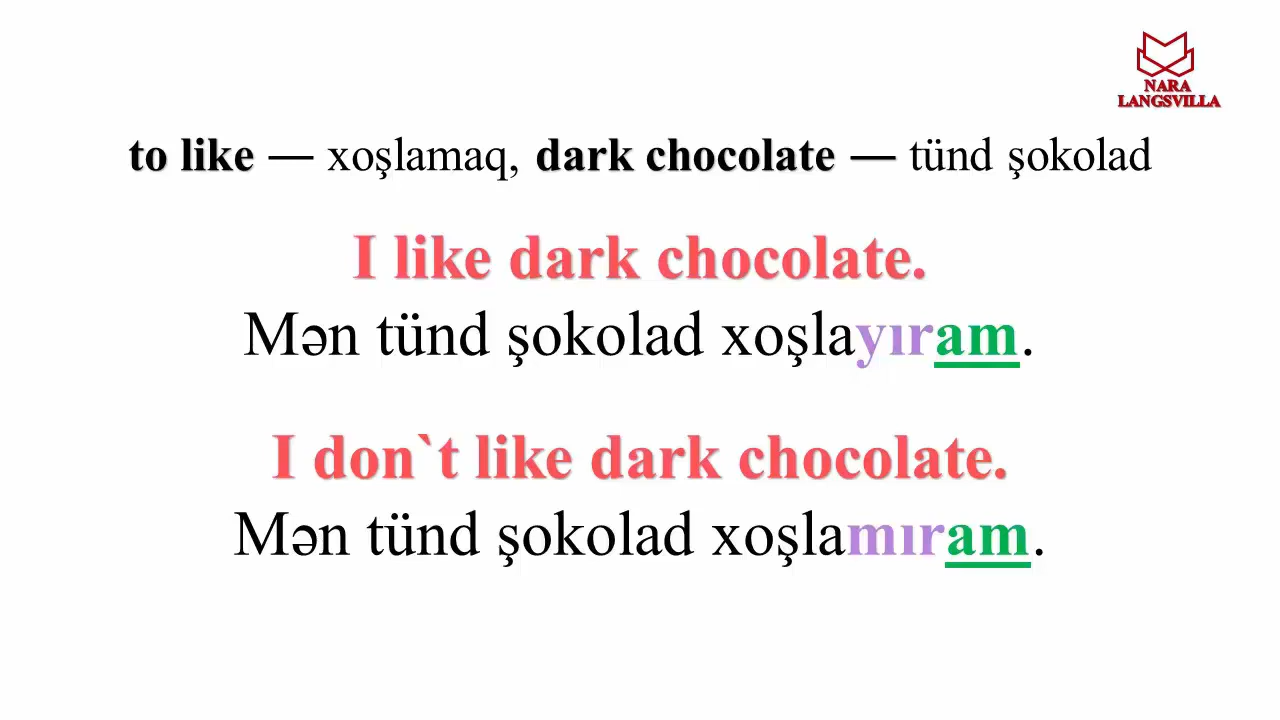 NARA
LANGSVILLA
to like — xoşlamaq, dark chocolate — tünd şokolad
I like dark chocolate.
Mən tünd şokolad xoşlayıram.
I don`t like dark chocolate.
Mən tünd şokolad xoşlamıram.